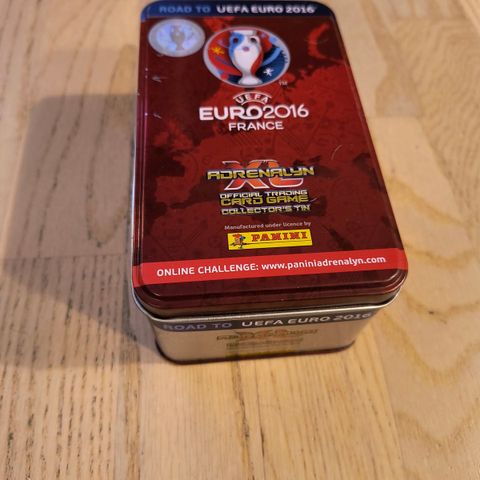 ROAD TO UEFA EURO 2016
TM
UEFA
EURO2016
FRANCE
ADRENALYN
XL
OFFICIAL TRADING
CARD GAME
COLLECTOR'S TIN
Manufactured under licence by
PANINI
ONLINE CHALLENGE: www.paniniadrenalyn.com
ROAD TO UEFA EURO 2016